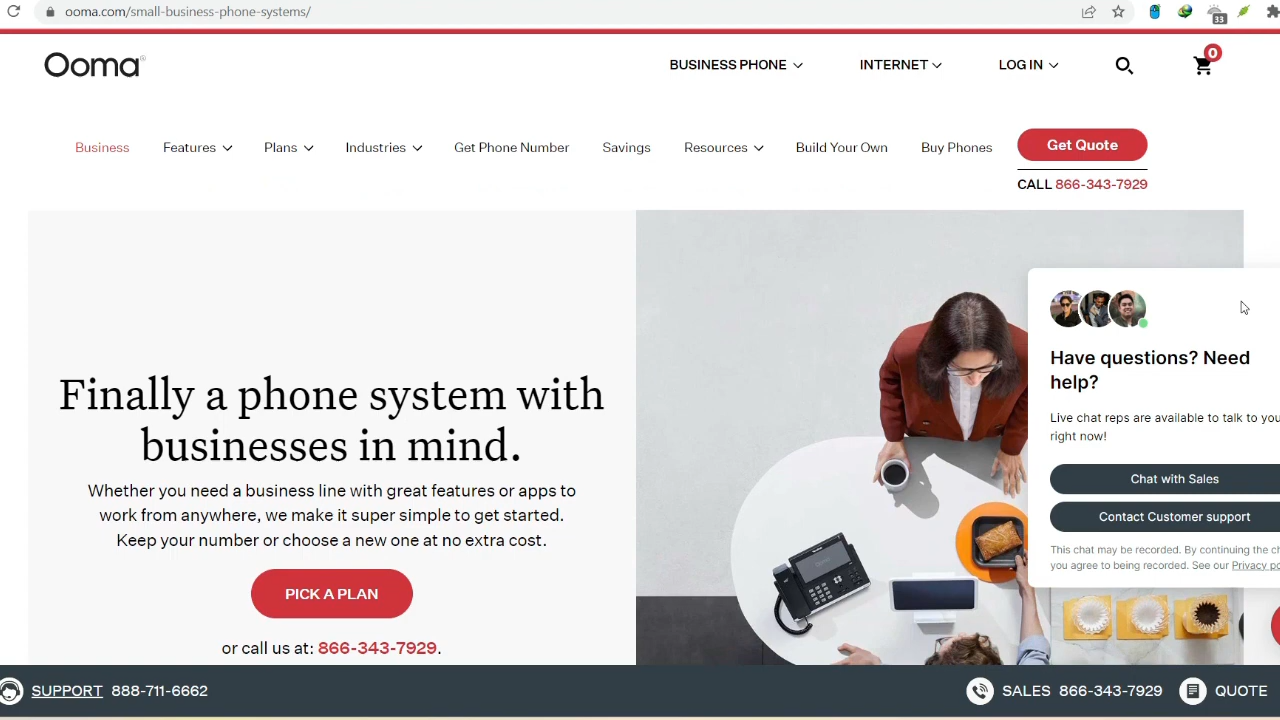 ooma.com/small-business-phone-systems/
33
Ooma
BUSINESS PHONE
INTERNET
LOG IN
0
Business
Features
Plans
Industries
Get Phone Number
Savings
Resources
Build Your Own
Buy Phones
Get Quote
CALL 866-343-7929
Finally a phone system with
businesses in mind.
Whether you need a business line with great features or apps to
work from anywhere, we make it super simple to get started.
Keep your number or choose a new one at no extra cost.
PICK A PLAN
or call us at: 866-343-7929.
Have questions? Need
help?
Live chat reps are available to talk to you
right now!
Chat with Sales
Contact Customer support
This chat may be recorded. By continuing the
you agree to being recorded. See our Privacy
SUPPORT 888-711-6662
SALES 866-343-7929
QUOTE